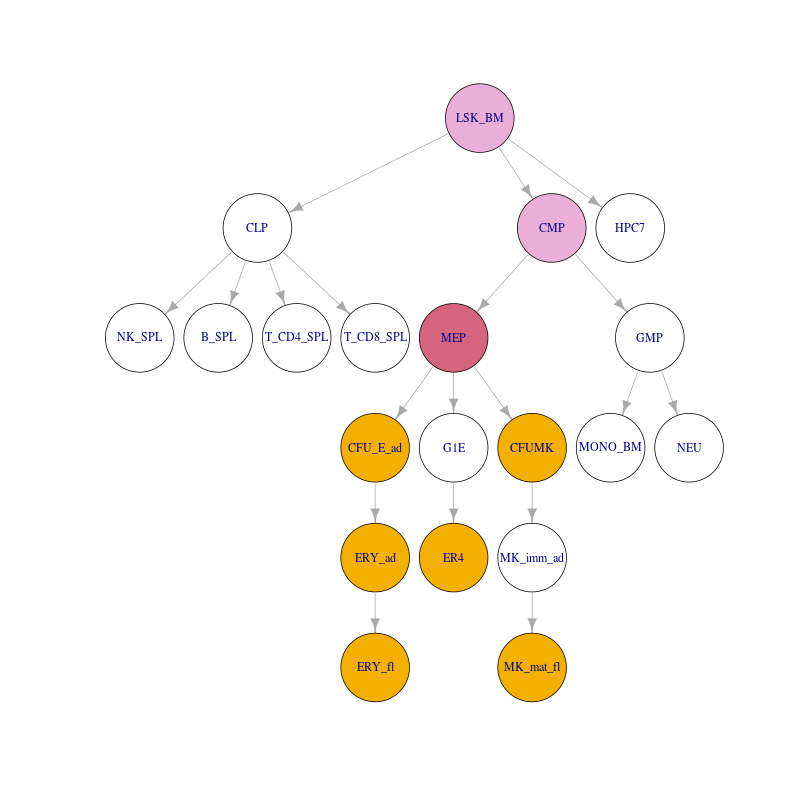 LSK_BM
CLP
CMP
HPC7
NK_SPL
B_SPL
T_CD4_SPL
T_CD8_SPL
MEP
GMP
CFU_E_ad
G1E
CFUMK
MONO_BM
NEU
ERY_ad
ER4
MK_imm_ad
ERY_fl
MK_mat_fl